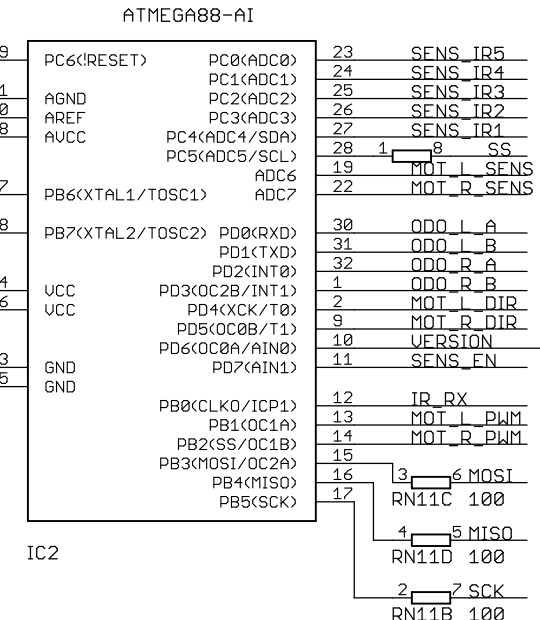 ATMEGA88-AI
9 PC6(!RESET) PC0(ADC0) 23 SENS_IR5
PC1(ADC1) 24 SENS_IR4
1 AGND PC2(ADC2) 25 SENS_IR3
0 AREF PC3(ADC3) 26 SENS_IR2
8 AVCC PC4(ADC4/SDA) 27 SENS_IR1
PC5(ADC5/SCL) 28 1 8 SS
ADC6 19 MOT_L_SENS
7 PB6(XTAL1/TOSC1) ADC7 22 MOT_R_SENS
8 PB7(XTAL2/TOSC2) PD0(RXD) 30 ODO_L_A
PD1(TXD) 31 ODO_L_B
PD2(INT0) 32 ODO_R_A
4 VCC PD3(OC2B/INT1) 1 ODO_R_B
6 VCC PD4(XCK/T0) 2 MOT_L_DIR
PD5(OC0B/T1) 9 MOT_R_DIR
PD6(OC0A/AIN0) 10 VERSION
3 GND PD7(AIN1) 11 SENS_EN
5 GND
PB0(CLKO/ICP1) 12 IR_RX
PB1(OC1A) 13 MOT_L_PWM
PB2(SS/OC1B) 14 MOT_R_PWM
PB3(MOSI/OC2A) 15
PB4(MISO) 16 3 6 MOSI
PB5(SCK) 17 RN11C 100
4 5 MISO
IC2 RN11D 100
2 7 SCK
RN11B 100